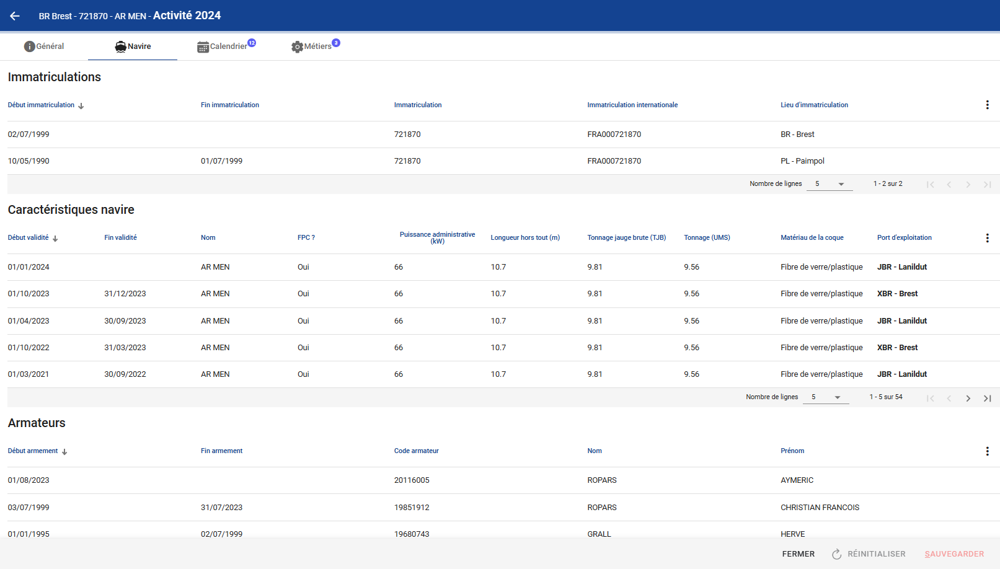 BR Brest - 721870 - AR MEN - Activité 2024
Général Navire Calendrier 12 Métiers 3
Immatriculations
Début immatriculation Fin immatriculation Immatriculation Immatriculation internationale Lieu d'immatriculation
02/07/1999 721870 FRA000721870 BR - Brest
10/05/1990 01/07/1999 721870 FRA000721870 PL - Paimpol
Nombre de lignes 5 1 - 2 sur 2
Caractéristiques navire
Début validité Fin validité Nom FPC ? Puissance administrative (kW) Longueur hors tout (m) Tonnage jauge brute (TJB) Tonnage (UMS) Matériau de la coque Port d'exploitation
01/01/2024 AR MEN Oui 66 10.7 9.81 9.56 Fibre de verre/plastique JBR - Lanildut
01/10/2023 31/12/2023 AR MEN Oui 66 10.7 9.81 9.56 Fibre de verre/plastique XBR - Brest
01/04/2023 30/09/2023 AR MEN Oui 66 10.7 9.81 9.56 Fibre de verre/plastique JBR - Lanildut
01/10/2022 31/03/2023 AR MEN Oui 66 10.7 9.81 9.56 Fibre de verre/plastique XBR - Brest
01/03/2021 30/09/2022 AR MEN Oui 66 10.7 9.81 9.56 Fibre de verre/plastique JBR - Lanildut
Nombre de lignes 5 1 - 5 sur 54
Armateurs
Début armement Fin armement Code armateur Nom Prénom
01/08/2023 20116005 ROPARS AYMERIC
03/07/1999 31/07/2023 19851912 ROPARS CHRISTIAN FRANCOIS
01/01/1995 02/07/1999 19680743 GRALL HERVE
FERMER RÉINITIALISER SAUVEGARDER